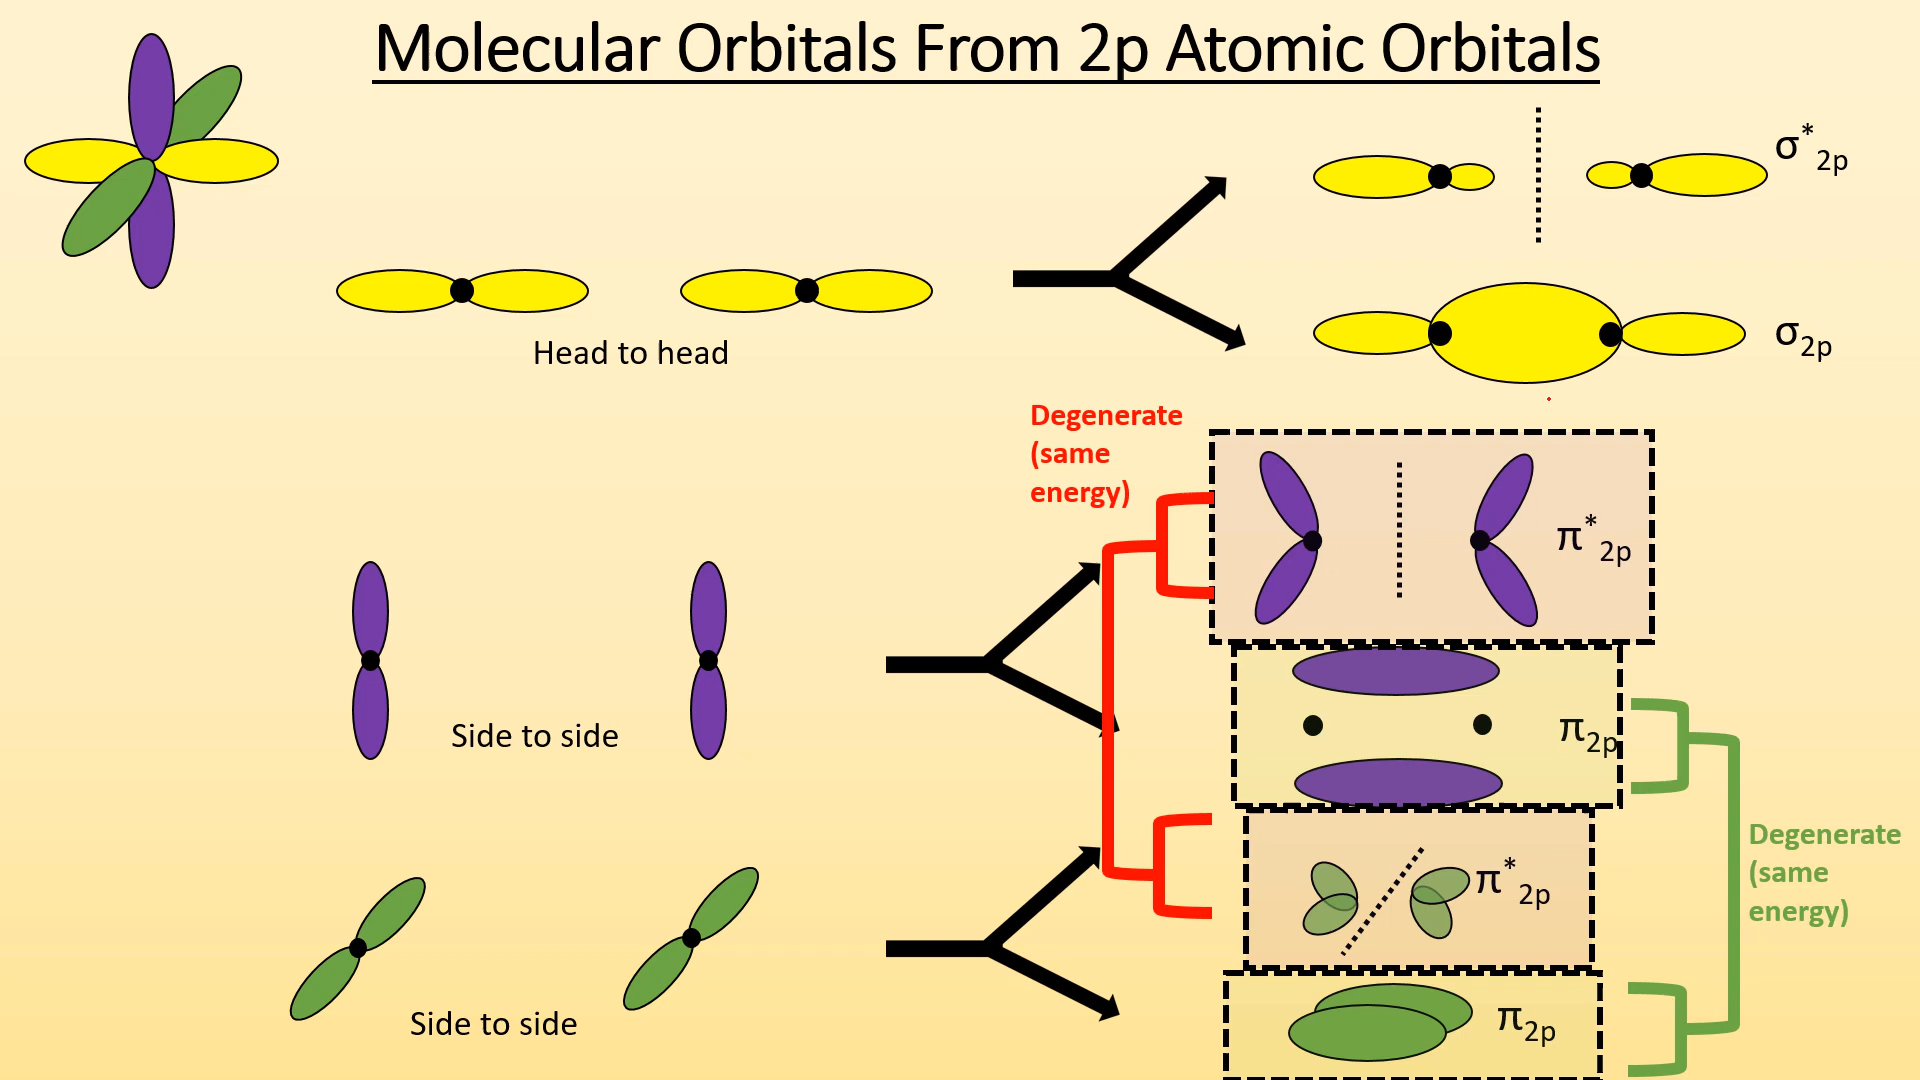 Molecular Orbitals From 2p Atomic Orbitals
σ*2p
Head to head
σ2p
Degenerate
(same
energy)
π*2p
Side to side
π2p
Degenerate
(same
energy)
π*2p
Side to side
π2p